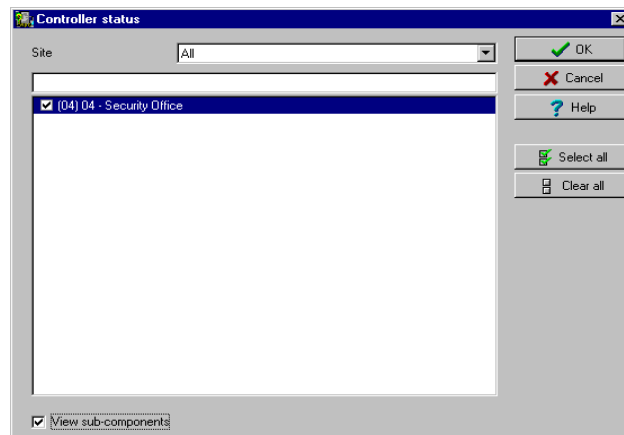 Controller status
Site
All
OK
Cancel
(04) 04 - Security Office
Help
Select all
Clear all
View sub-components